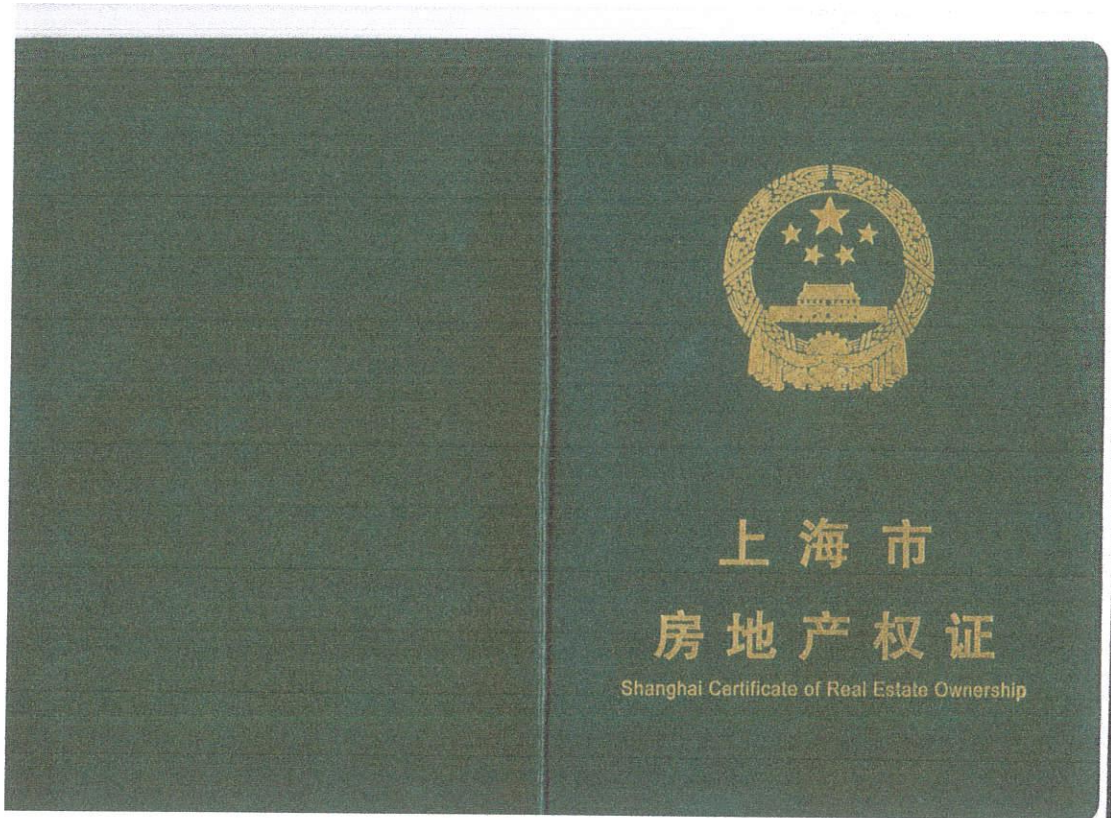 上海市
房地产权证
Shanghai Certificate of Real Estate Ownership